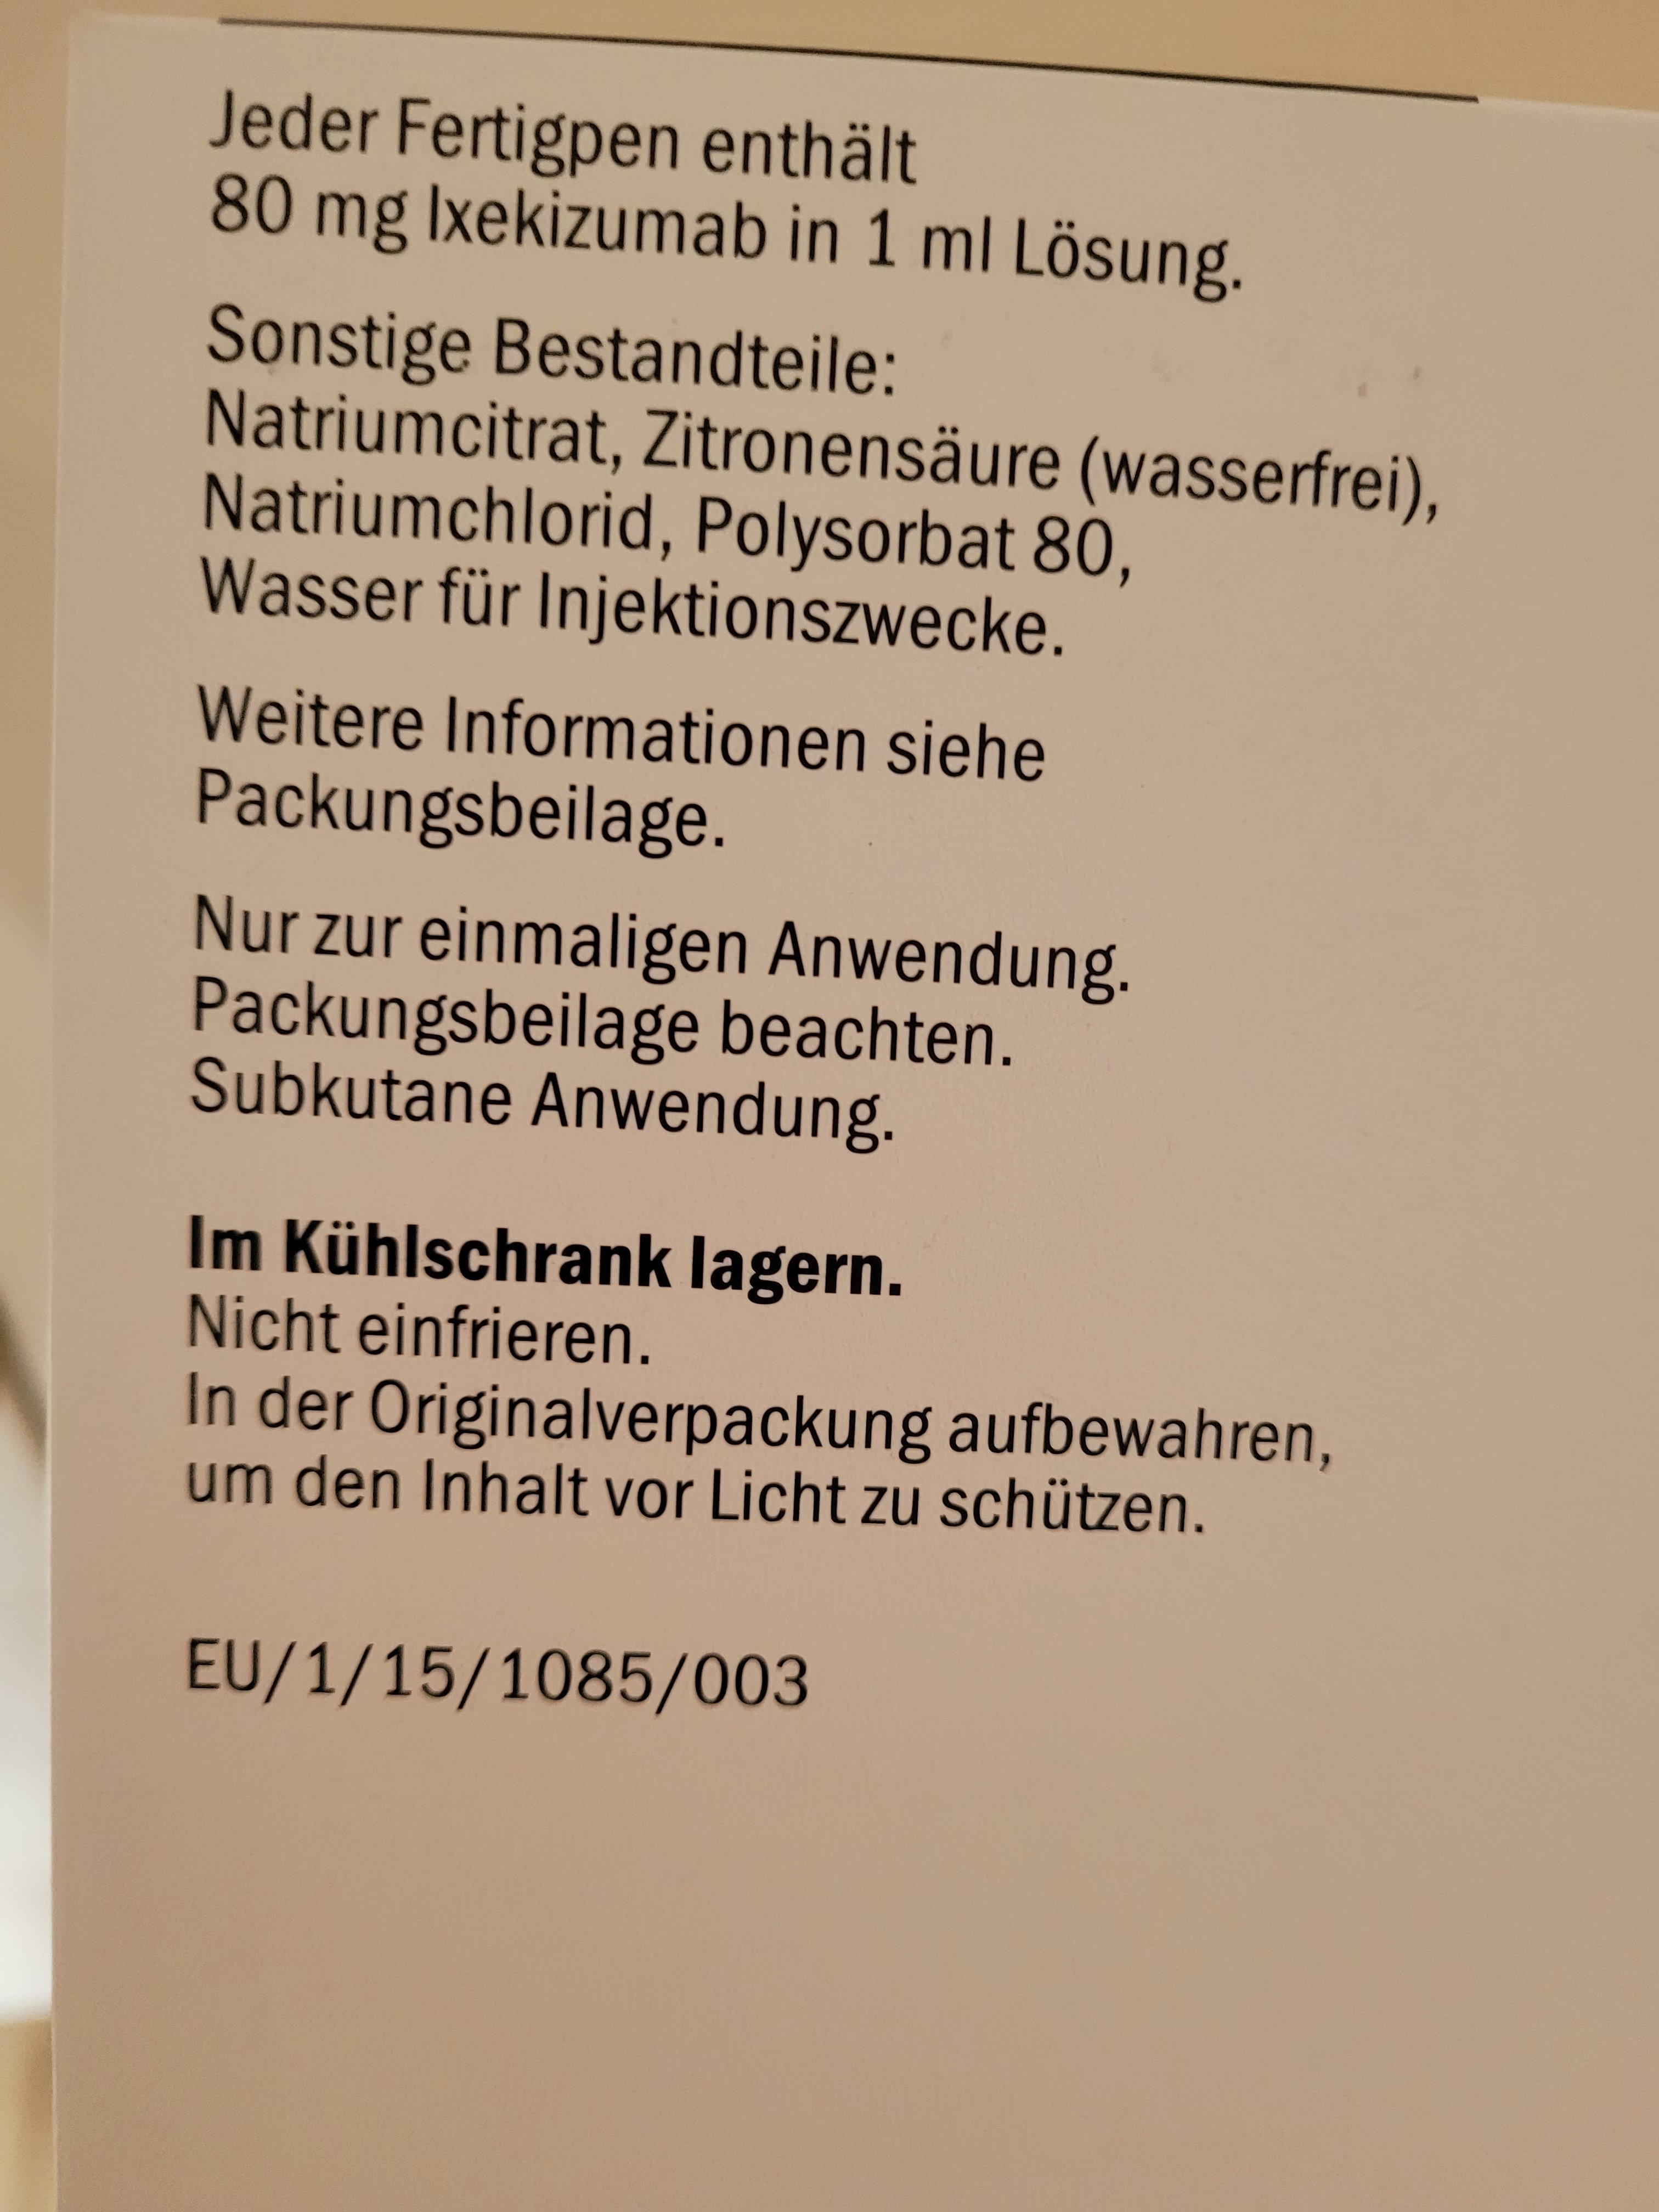 Jeder Fertigpen enthält
80 mg Ixekizumab in 1 ml Lösung.
Sonstige Bestandteile:
Natriumcitrat, Zitronensäure (wasserfrei),
Natriumchlorid, Polysorbat 80,
Wasser für Injektionszwecke.
Weitere Informationen siehe
Packungsbeilage.
Nur zur einmaligen Anwendung.
Packungsbeilage beachten.
Subkutane Anwendung.
Im Kühlschrank lagern.
Nicht einfrieren.
In der Originalverpackung aufbewahren,
um den Inhalt vor Licht zu schützen.
EU/1/15/1085/003